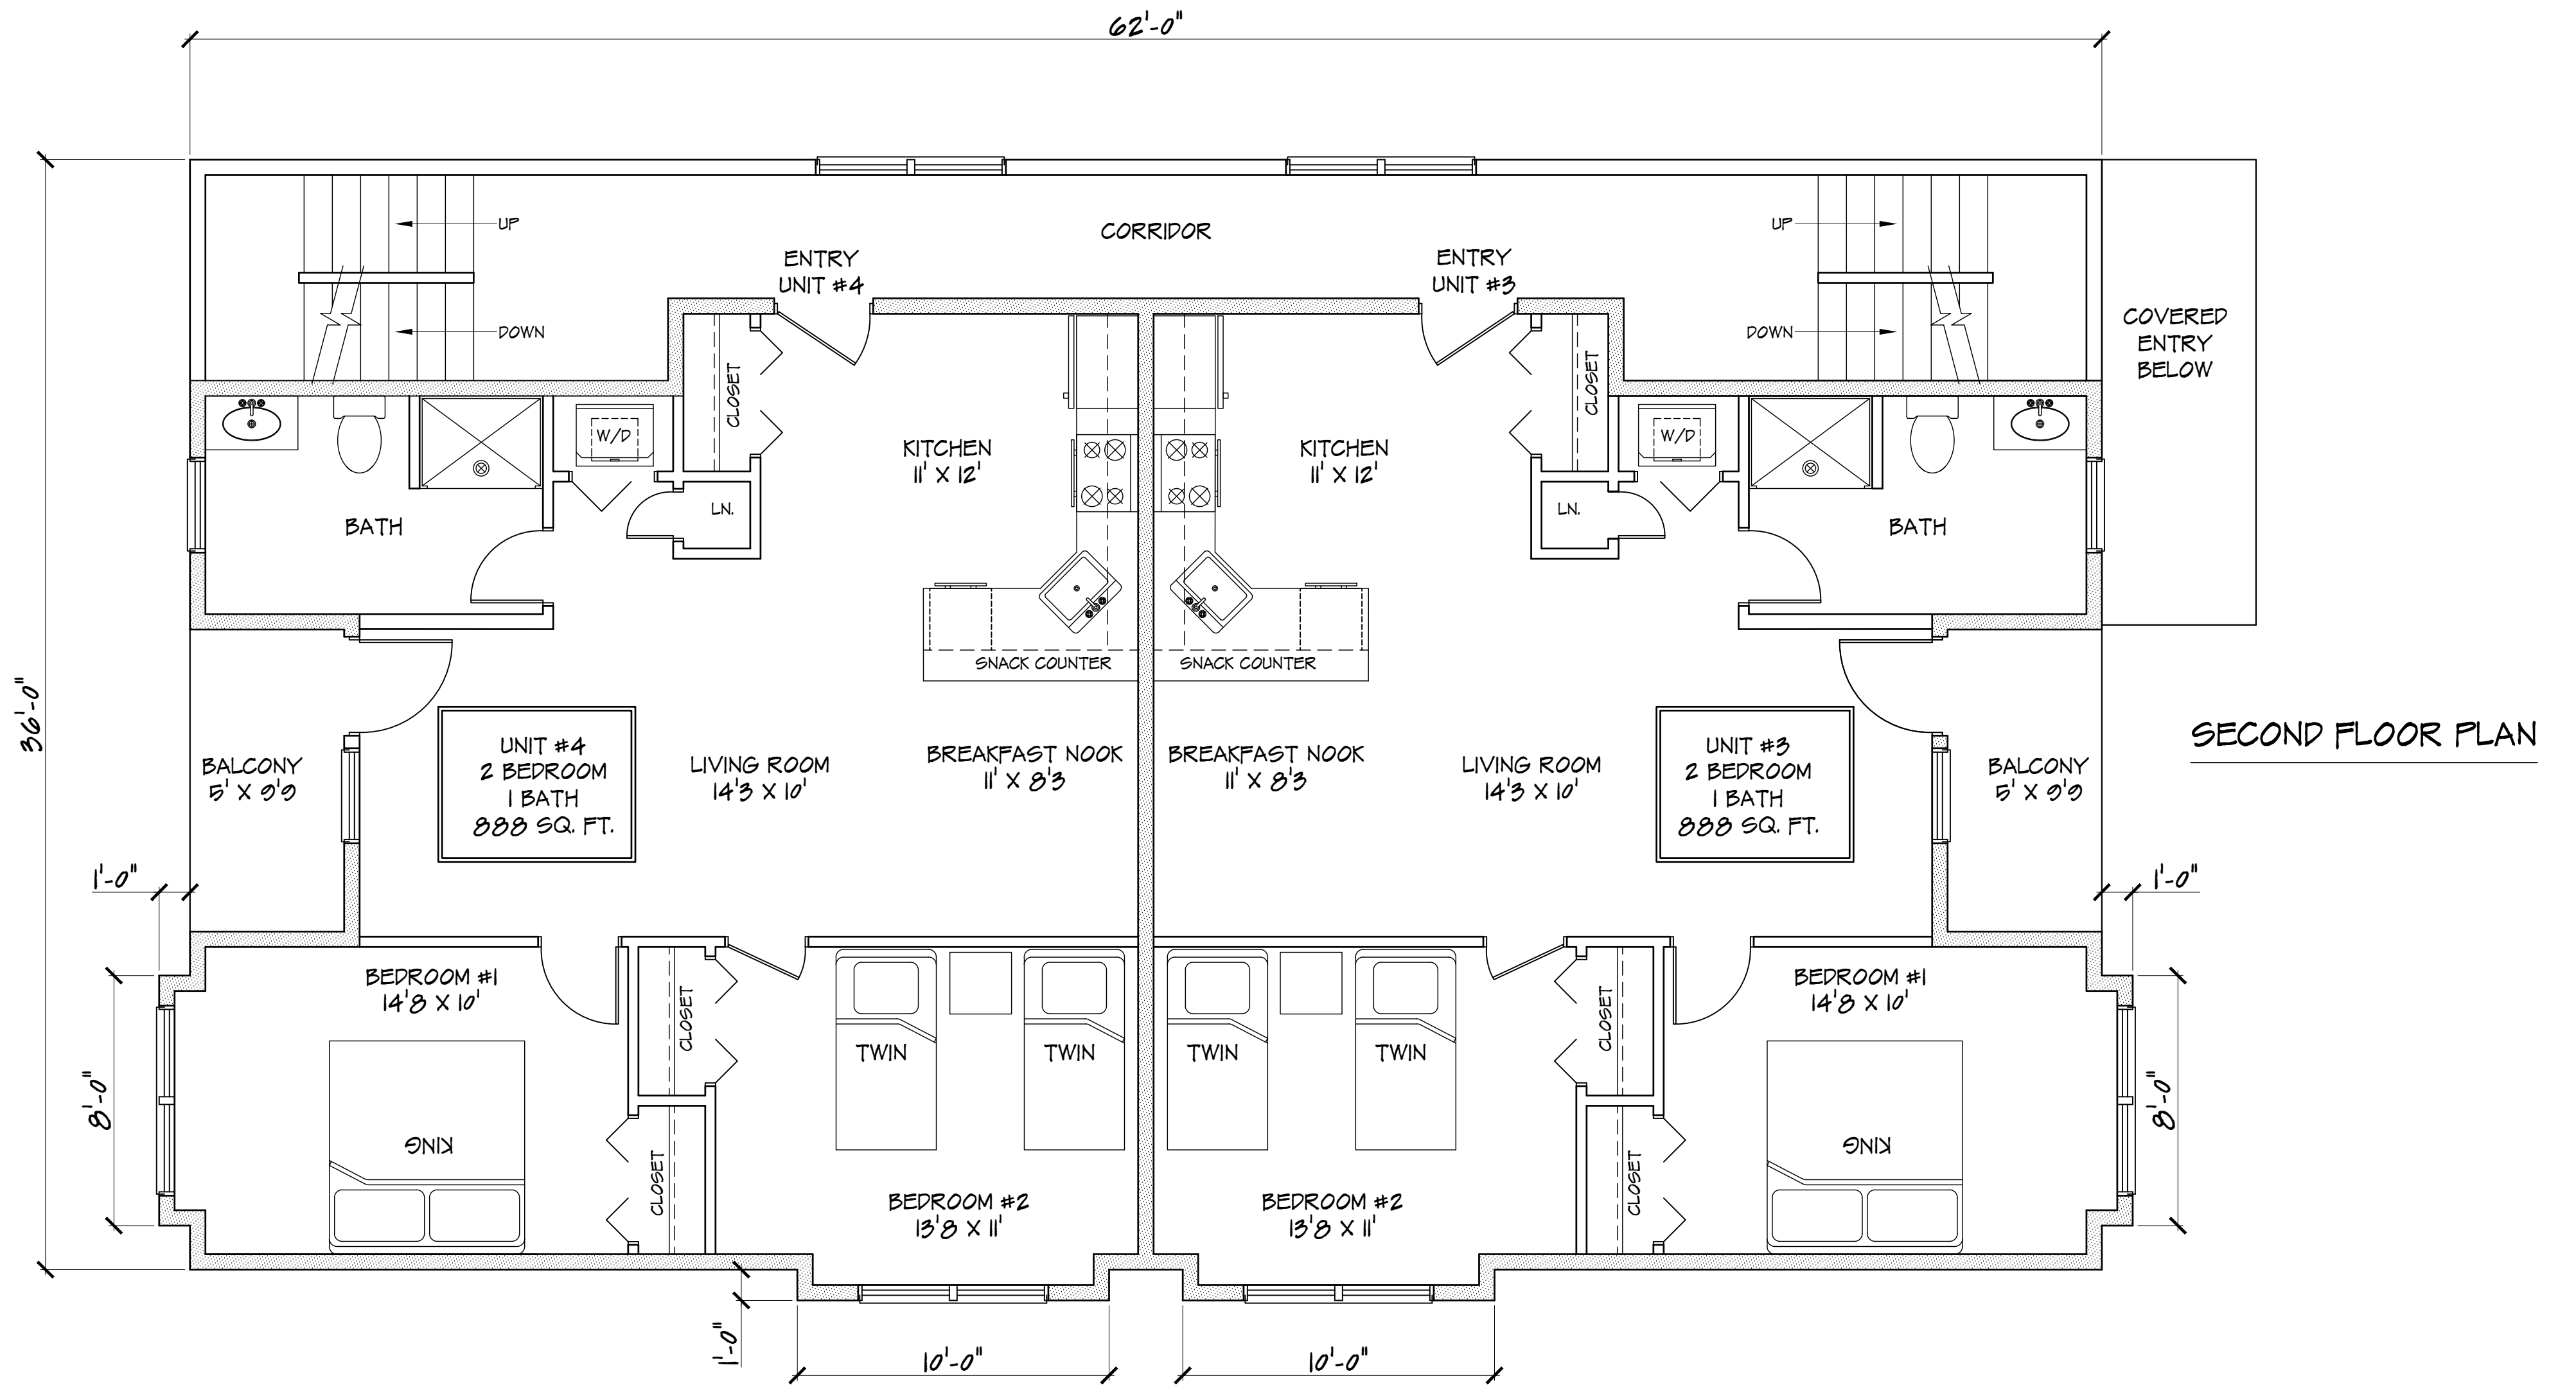 62'-0"
UP
CORRIDOR
UP
ENTRY
UNIT #4
ENTRY
UNIT #3
DOWN
DOWN
COVERED
ENTRY
BELOW
CLOSET
CLOSET
W/D
W/D
KITCHEN
11' X 12'
KITCHEN
11' X 12'
LN.
LN.
BATH
BATH
SNACK COUNTER
SNACK COUNTER
36'-0"
SECOND FLOOR PLAN
BALCONY
5' X 9'9
UNIT #4
2 BEDROOM
1 BATH
888 SQ. FT.
LIVING ROOM
14'3 X 10'
BREAKFAST NOOK
11' X 8'3
BREAKFAST NOOK
11' X 8'3
LIVING ROOM
14'3 X 10'
UNIT #3
2 BEDROOM
1 BATH
888 SQ. FT.
BALCONY
5' X 9'9
1'-0"
1'-0"
BEDROOM #1
14'8 X 10'
BEDROOM #1
14'8 X 10'
CLOSET
CLOSET
TWIN
TWIN
TWIN
TWIN
8'-0"
8'-0"
KING
KING
CLOSET
CLOSET
BEDROOM #2
13'8 X 11'
BEDROOM #2
13'8 X 11'
1'-0"
10'-0"
10'-0"